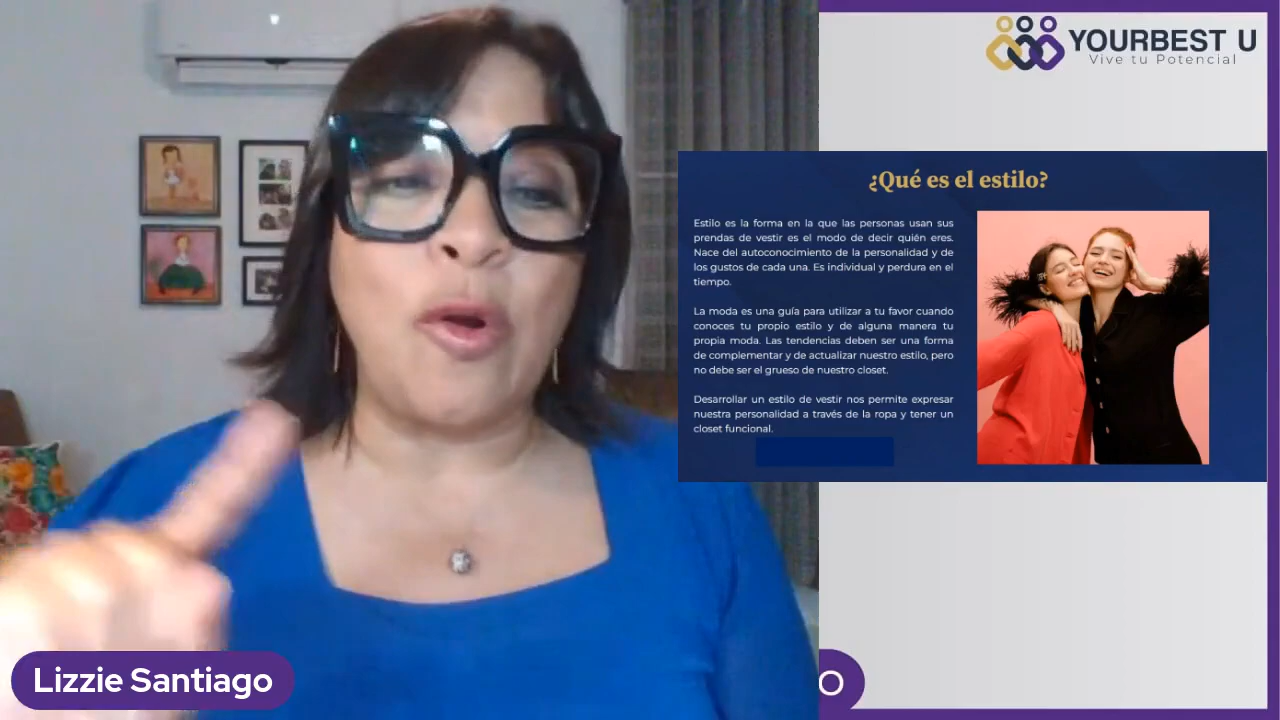 YOURBEST U
Vive tu Potencial
¿Qué es el estilo?
Estilo es la forma en la que las personas usan sus
prendas de vestir es el modo de decir quién eres.
Nace del autoconocimiento de la personalidad y de
los gustos de cada una. Es individual y perdura en el
tiempo.
La moda es una guía para utilizar a tu favor cuando
conoces tu propio estilo y de alguna manera tu
propia moda. Las tendencias deben ser una forma
de complementar y de actualizar nuestro estilo, pero
no debe ser el grueso de nuestro closet.
Desarrollar un estilo de vestir nos permite expresar
nuestra personalidad a través de la ropa y tener un
closet funcional.
Lizzie Santiago
O